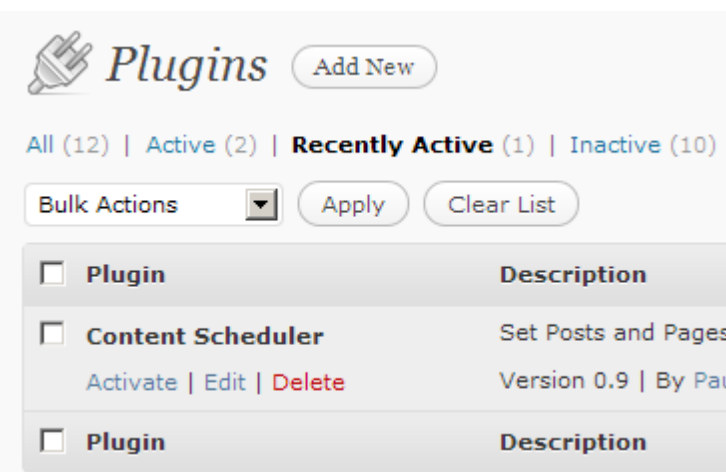 Plugins Add New
All (12) | Active (2) | Recently Active (1) | Inactive (10)
Bulk Actions Apply Clear List
Plugin Description
Content Scheduler Set Posts and Pages
Activate | Edit | Delete Version 0.9 | By
Plugin Description